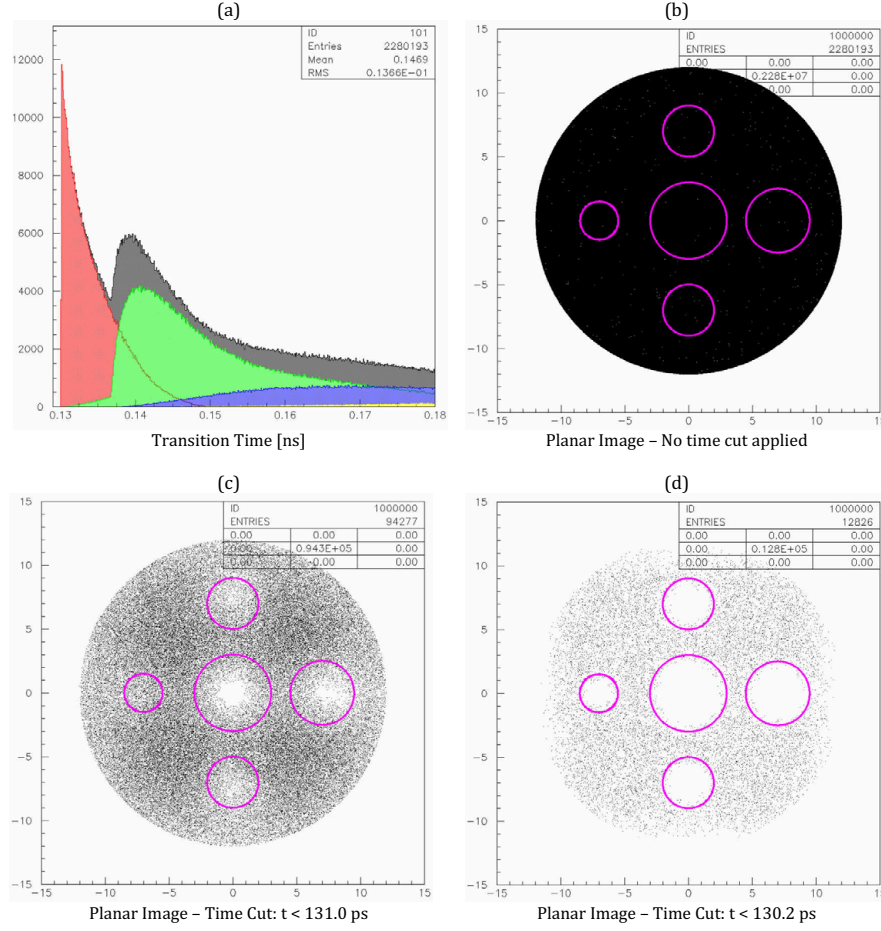 (a)
ID 101
Entries 2280193
Mean 0.1469
RMS 0.1366E-01
12000
10000
8000
6000
4000
2000
0
0.13 0.14 0.15 0.16 0.17 0.18
Transition Time [ns]
(b)
ID 1000000
ENTRIES 2280193
0.00 0.00 0.00
0.228E+07 0.00
0.00 0.00
15
10
5
0
−5
−10
−15
−15 −10 −5 0 5 10 15
Planar Image – No time cut applied
(c)
ID 1000000
ENTRIES 94277
0.00 0.00 0.00
0.00 0.943E+05 0.00
0.00 0.00 0.00
15
10
5
0
−5
−10
−15
−15 −10 −5 0 5 10 15
Planar Image – Time Cut: t < 131.0 ps
(d)
ID 1000000
ENTRIES 12826
0.00 0.00 0.00
0.00 0.128E+05 0.00
0.00 0.00 0.00
15
10
5
0
−5
−10
−15
−15 −10 −5 0 5 10 15
Planar Image – Time Cut: t < 130.2 ps